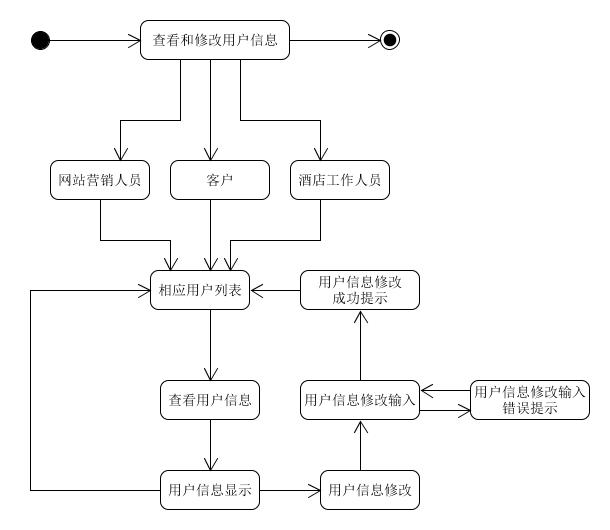 查看和修改用户信息
网站营销人员
客户
酒店工作人员
相应用户列表
用户信息修改
成功提示
查看用户信息
用户信息修改输入
用户信息修改输入
错误提示
用户信息显示
用户信息修改